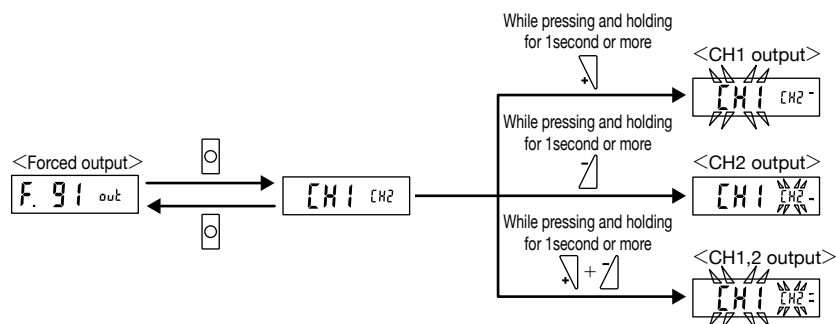 While pressing and holding
for 1second or more
+
<CH1 output>
CH1 CH2 -
While pressing and holding
for 1second or more
-
<Forced output>
F. 91 out
CH1 CH2
<CH2 output>
CH1 CH2 -
While pressing and holding
for 1second or more
+ + -
<CH1,2 output>
CH1 CH2 =